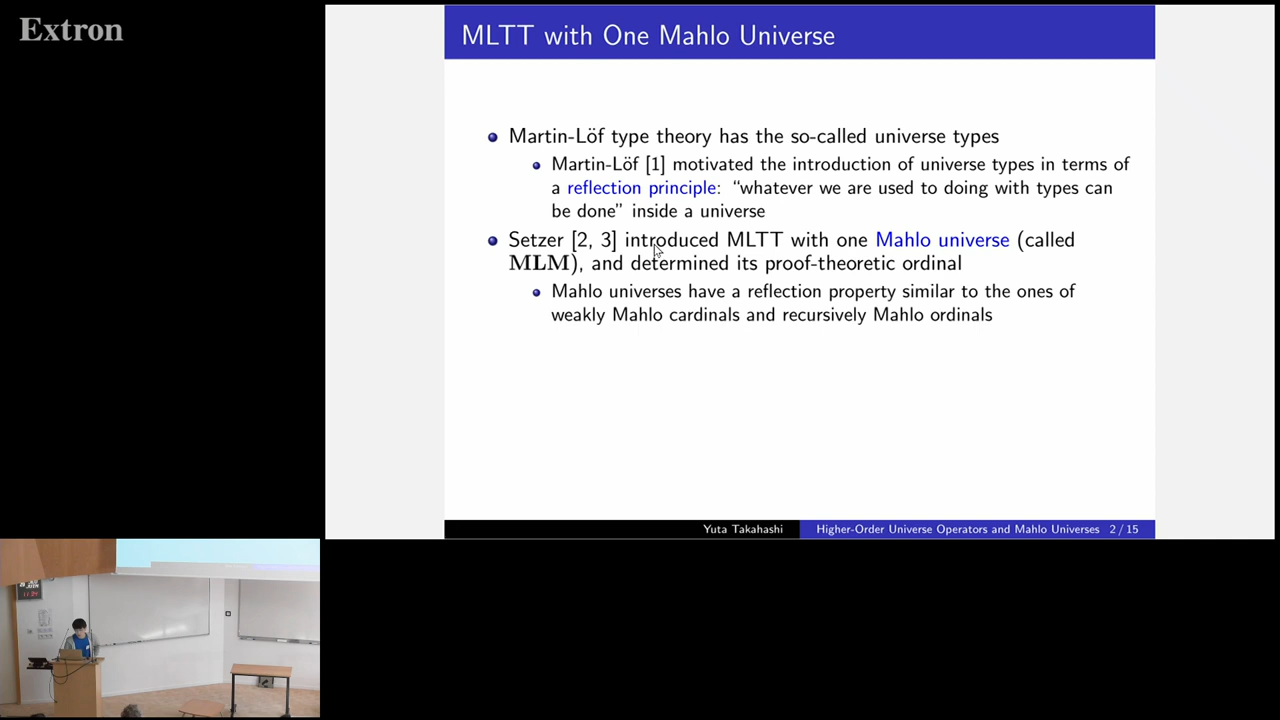 Extron
MLTT with One Mahlo Universe
Martin-Löf type theory has the so-called universe types
Martin-Löf [1] motivated the introduction of universe types in terms of
a reflection principle: “whatever we are used to doing with types can
be done” inside a universe
Setzer [2, 3] introduced MLTT with one Mahlo universe (called
MLM), and determined its proof-theoretic ordinal
Mahlo universes have a reflection property similar to the ones of
weakly Mahlo cardinals and recursively Mahlo ordinals
Yuta Takahashi
Higher-Order Universe Operators and Mahlo Universes 2 / 15